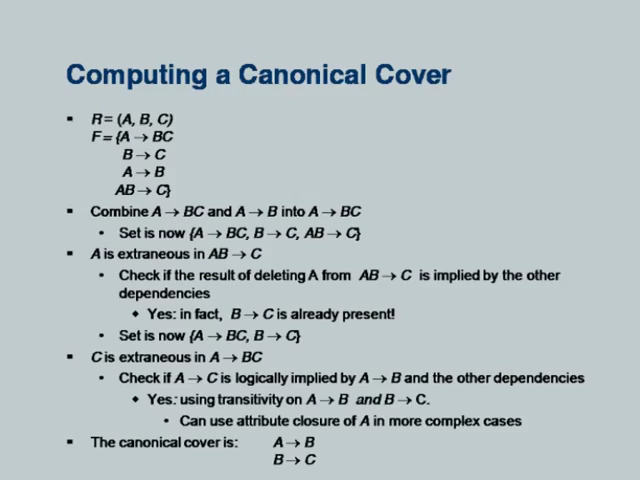 Computing a Canonical Cover
▪ R = (A, B, C)
F = {A → BC
B → C
A → B
AB → C}
▪ Combine A → BC and A → B into A → BC
• Set is now {A → BC, B → C, AB → C}
▪ A is extraneous in AB → C
• Check if the result of deleting A from AB → C is implied by the other
dependencies
◆ Yes: in fact, B → C is already present!
• Set is now {A → BC, B → C}
▪ C is extraneous in A → BC
• Check if A → C is logically implied by A → B and the other dependencies
◆ Yes: using transitivity on A → B and B → C.
• Can use attribute closure of A in more complex cases
▪ The canonical cover is: A → B
B → C